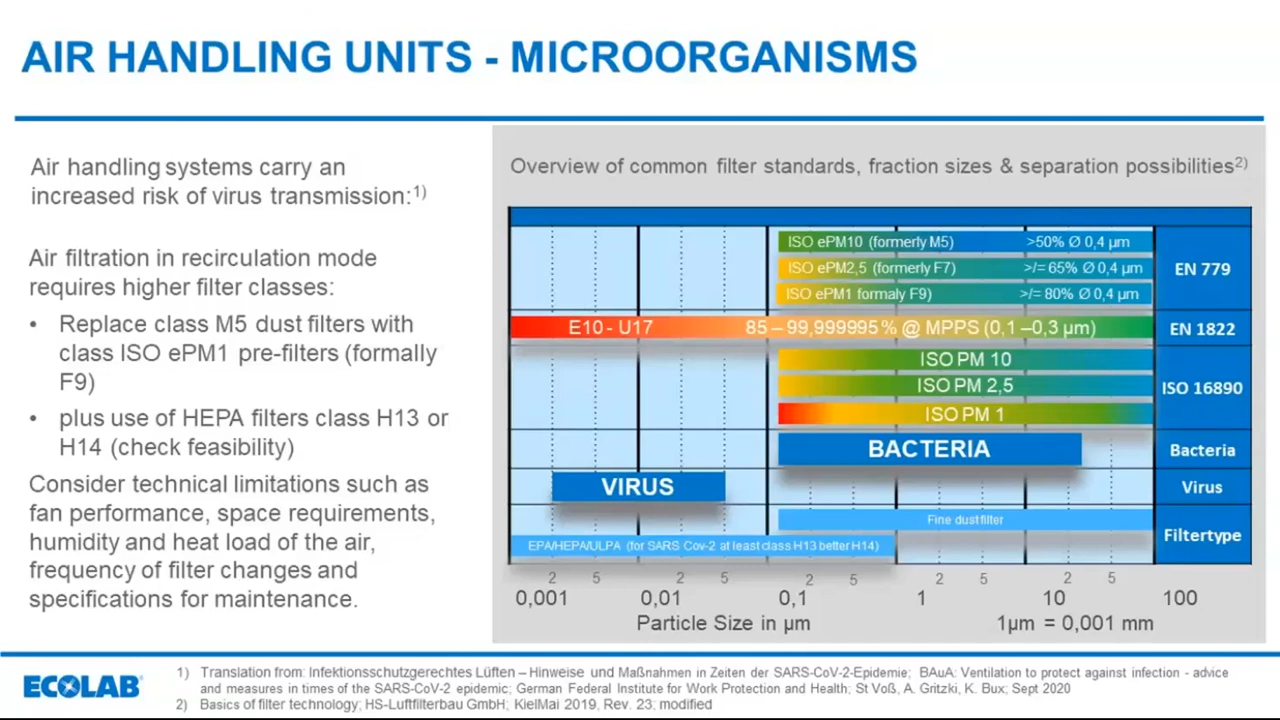 AIR HANDLING UNITS - MICROORGANISMS
Air handling systems carry an
increased risk of virus transmission:1)
Air filtration in recirculation mode
requires higher filter classes:
• Replace class M5 dust filters with
class ISO ePM1 pre-filters (formally
F9)
• plus use of HEPA filters class H13 or
H14 (check feasibility)
Consider technical limitations such as
fan performance, space requirements,
humidity and heat load of the air,
frequency of filter changes and
specifications for maintenance.
Overview of common filter standards, fraction sizes & separation possibilities2)
ISO ePM10 (formerly M5) >50% Ø 0,4 µm
ISO ePM2,5 (formerly F7) >/= 65% Ø 0,4 µm
ISO ePM1 formaly F9) >/= 80% Ø 0,4 µm
EN 779
E10 - U17 85 – 99,999995 % @ MPPS (0,1 –0,3 µm)
EN 1822
ISO PM 10
ISO PM 2,5
ISO PM 1
ISO 16890
BACTERIA
Bacteria
VIRUS
Virus
Fine dust filter
EPA/HEPA/ULPA (for SARS Cov-2 at least class H13 better H14)
Filtertype
2 5 2 5 2 5 2 5 2 5
0,001 0,01 0,1 1 10 100
Particle Size in µm 1µm = 0,001 mm
ECOLAB
1) Translation from: Infektionsschutzgerechtes Lüften – Hinweise und Maßnahmen in Zeiten der SARS-CoV-2-Epidemie; BAuA: Ventilation to protect against infection - advice
and measures in times of the SARS-CoV-2 epidemic; German Federal Institute for Work Protection and Health; St Voß, A. Gritzki, K. Bux; Sept 2020
2) Basics of filter technology; HS-Luftfilterbau GmbH; KielMai 2019, Rev. 23; modified